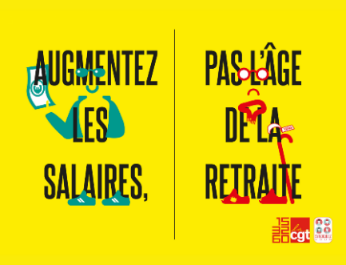 AUGMENTEZ
LES
SALAIRES,
PAS L'ÂGE
DE LA
RETRAITE
cgt